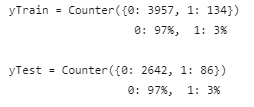 yTrain = Counter({0: 3957, 1: 134})
0: 97%, 1: 3%
yTest = Counter({0: 2642, 1: 86})
0: 97%, 1: 3%